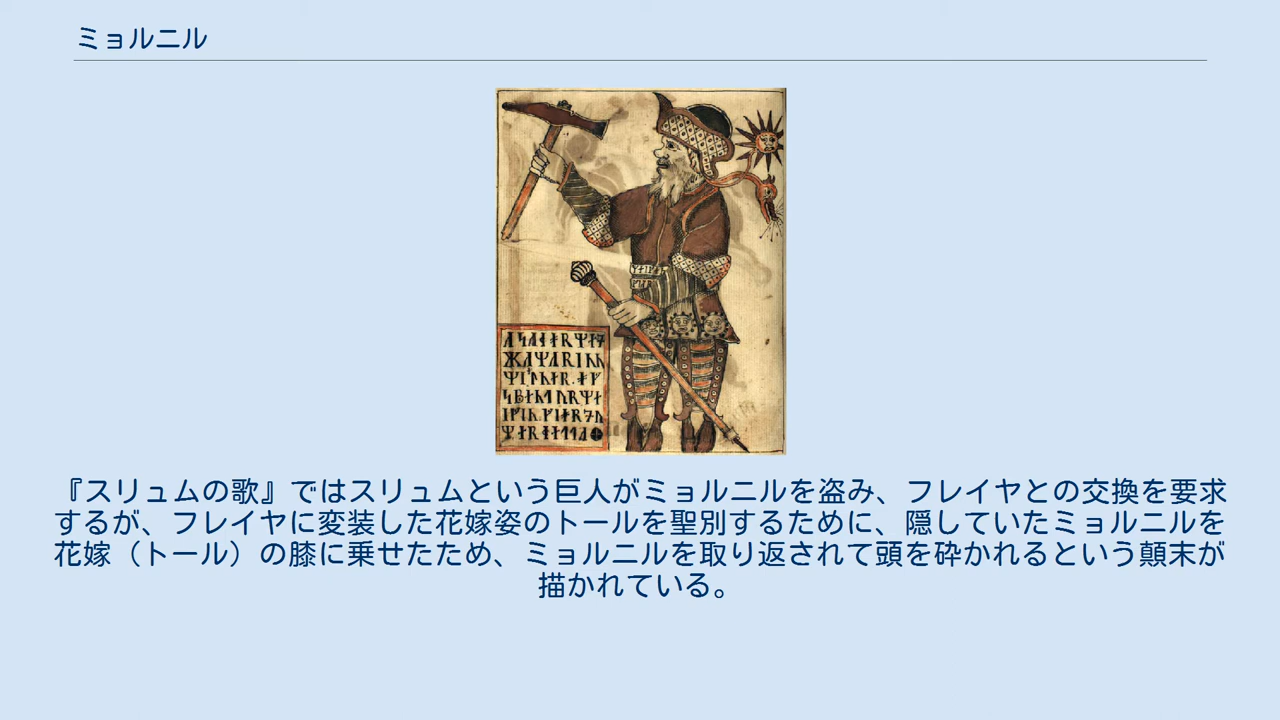 ミョルニル
『スリュムの歌』ではスリュムという巨人がミョルニルを盗み、フレイヤとの交換を要求
するが、フレイヤに変装した花嫁姿のトールを聖別するために、隠していたミョルニルを
花嫁（トール）の膝に乗せたため、ミョルニルを取り返されて頭を砕かれるという顛末が
描かれている。